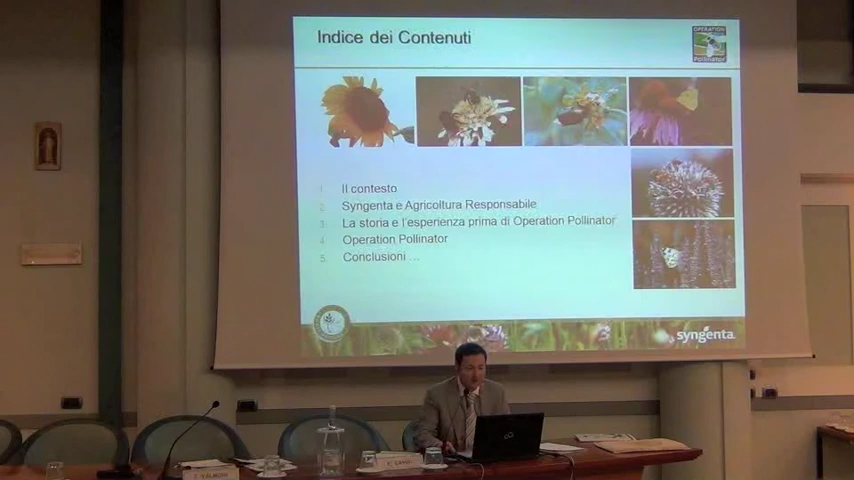 Indice dei Contenuti
OPERATION
Pollinator
1. Il contesto
2. Syngenta e Agricoltura Responsabile
3. La storia e l'esperienza prima di Operation Pollinator
4. Operation Pollinator
5. Conclusioni ...
syngenta